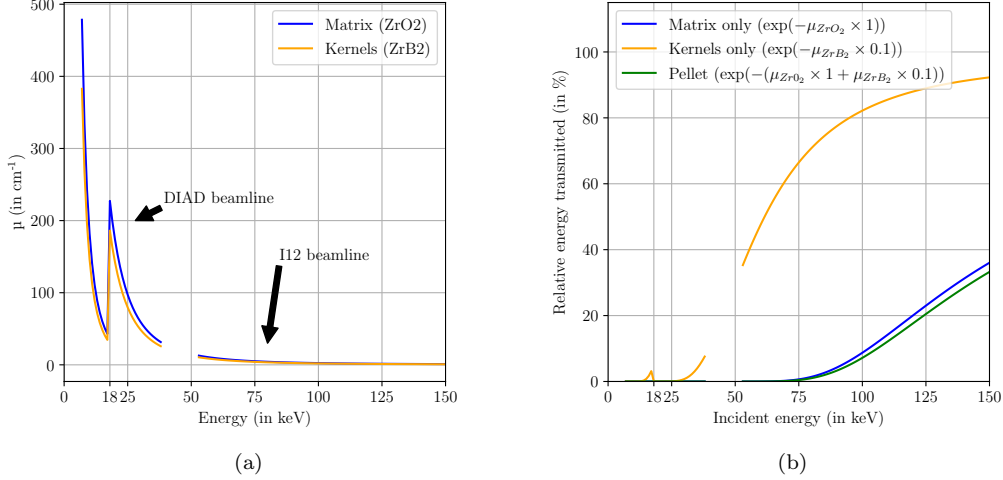 500
400
300
200
100
0
μ (in cm⁻¹)
Matrix (ZrO2)
Kernels (ZrB2)
DIAD beamline
I12 beamline
0 18 25 50 75 100 125 150
Energy (in keV)
(a)
100
80
60
40
20
0
Relative energy transmitted (in %)
Matrix only (exp(−μ_{ZrO₂} × 1)
Kernels only (exp(−μ_{ZrB₂} × 0.1))
Pellet (exp(−(μ_{Zr0₂} × 1 + μ_{ZrB₂} × 0.1))
0 18 25 50 75 100 125 150
Incident energy (in keV)
(b)